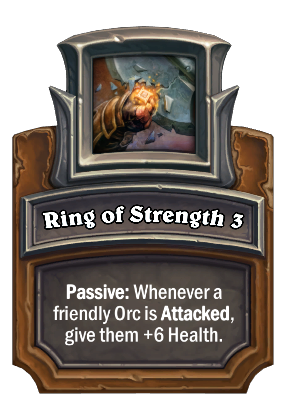 Ring of Strength 3
Passive: Whenever a
friendly Orc is Attacked,
give them +6 Health.